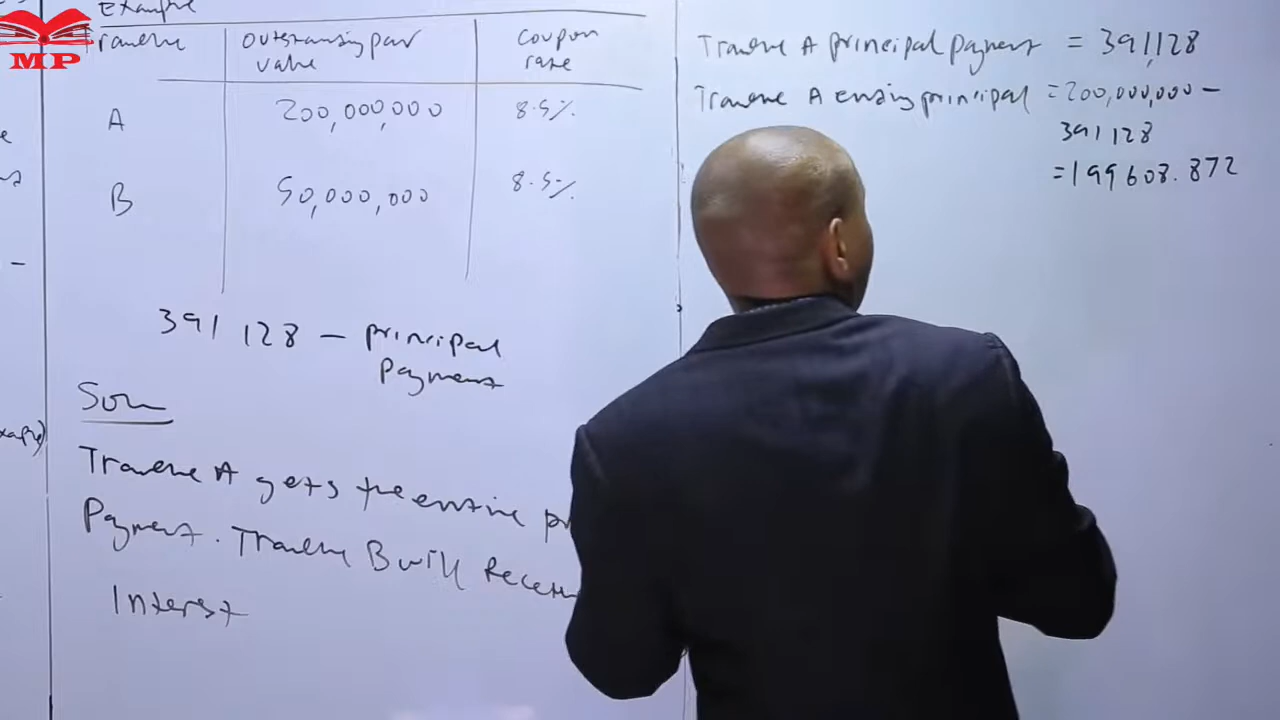 MP
Example
Tranche
Outstanding par value
Coupon rate
A
200,000,000
8.5%
B
50,000,000
8.5%
391 128 - principal
payment
Soln
Tranche A gets the entire
Payment. Tranche B will
Interest
Tranche A principal payment = 391,128
Tranche A ending principal = 200,000,000 -
391 128
= 199 608. 872